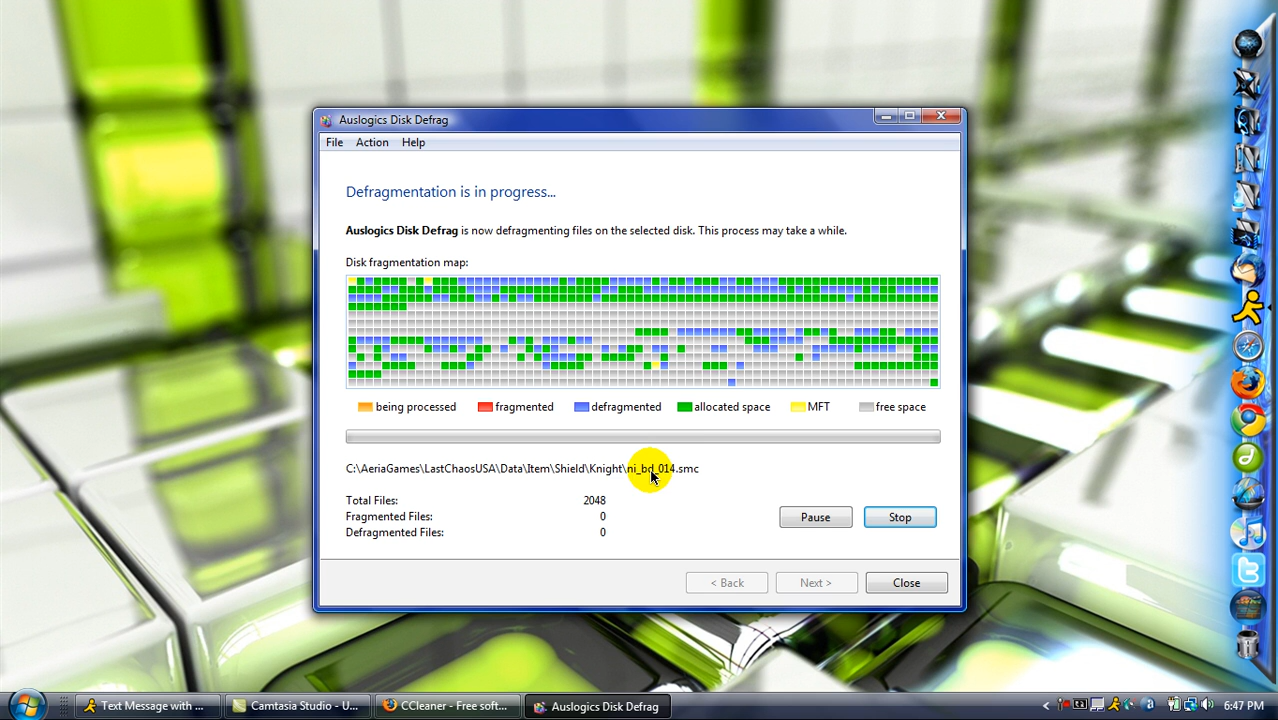 Auslogics Disk Defrag
File Action Help
Defragmentation is in progress...
Auslogics Disk Defrag is now defragmenting files on the selected disk. This process may take a while.
Disk fragmentation map:
being processed fragmented defragmented allocated space MFT free space
C:\AeriaGames\LastChaosUSA\Data\Item\Shield\Knight\ni_bd_014.smc
Total Files: 2048
Fragmented Files: 0
Defragmented Files: 0
Pause Stop
< Back Next > Close
Text Message with ... Camtasia Studio - U... CCleaner - Free soft... Auslogics Disk Defrag 6:47 PM